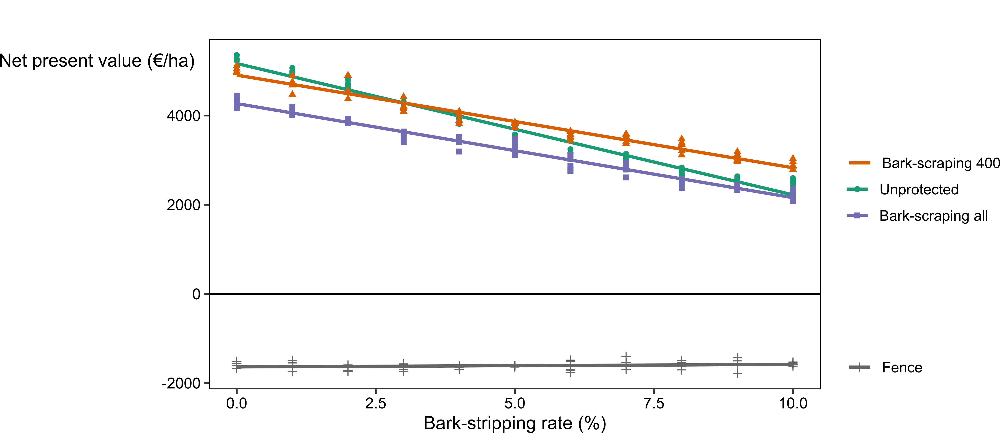 Net present value (€/ha)
4000
2000
0
-2000
0.0 2.5 5.0 7.5 10.0
Bark-stripping rate (%)
Bark-scraping 400
Unprotected
Bark-scraping all
Fence